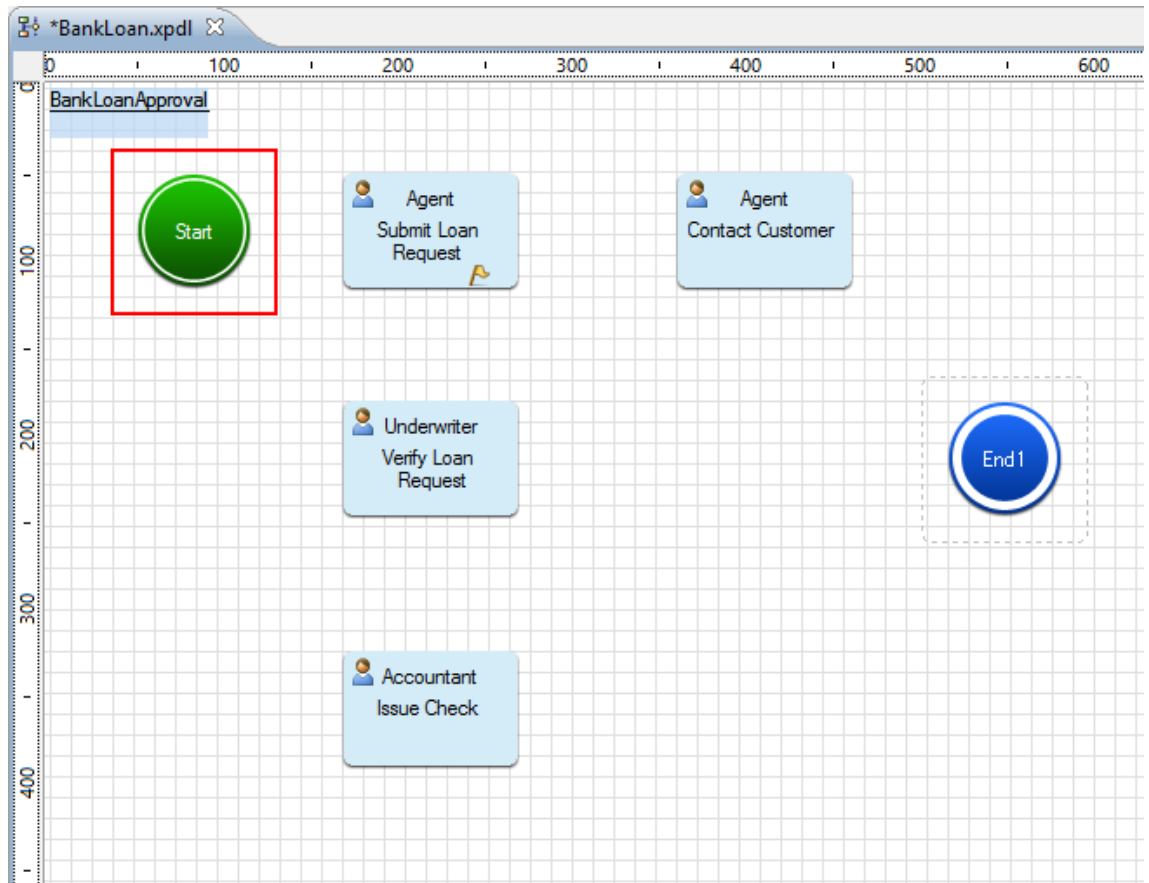 *BankLoan.xpdl
0 100 200 300 400 500 600
0
100
200
300
400
BankLoanApproval
Start
Agent
Submit Loan
Request
Agent
Contact Customer
Underwriter
Verify Loan
Request
End1
Accountant
Issue Check